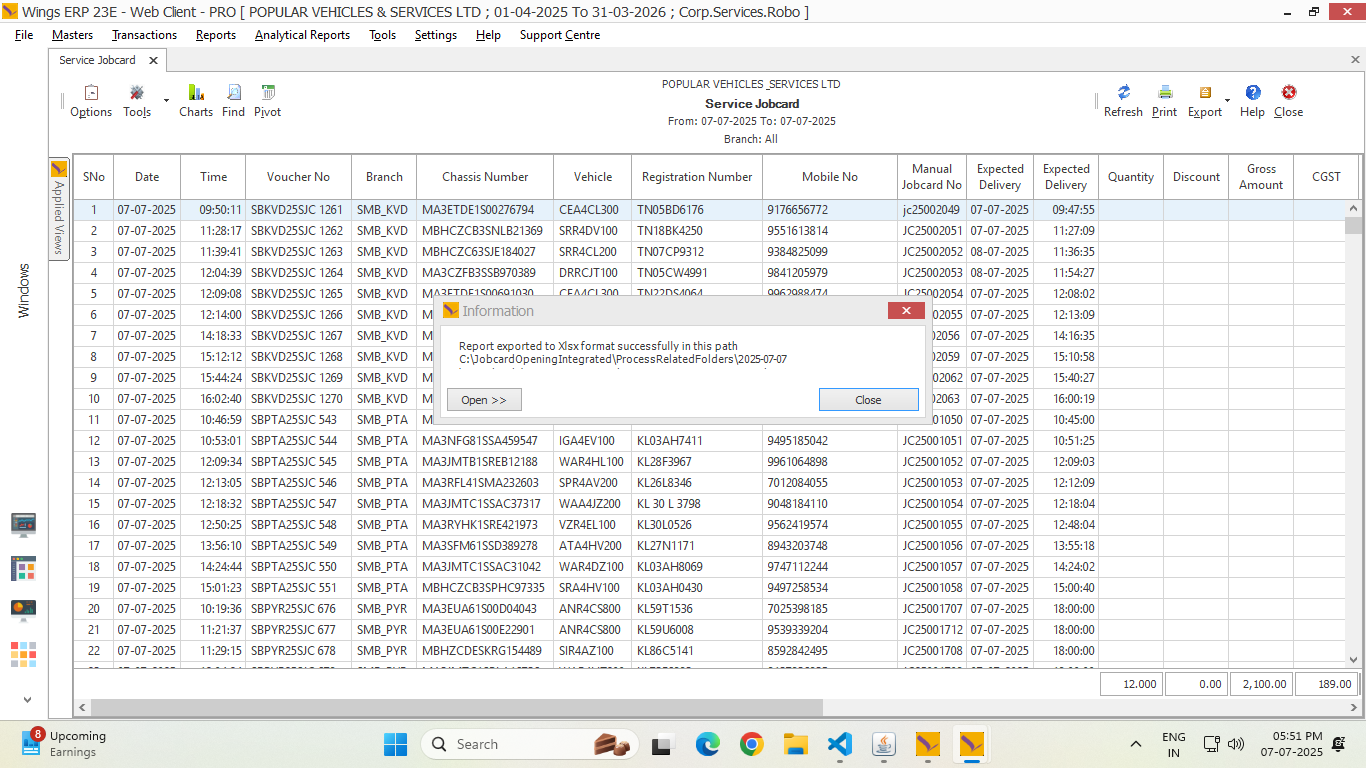 Wings ERP 23E - Web Client - PRO [ POPULAR VEHICLES & SERVICES LTD ; 01-04-2025 To 31-03-2026 ; Corp.Services.Robo ]
File Masters Transactions Reports Analytical Reports Tools Settings Help Support Centre
Service Jobcard
Options Tools Charts Find Pivot
POPULAR VEHICLES_SERVICES LTD
Service Jobcard
From: 07-07-2025 To: 07-07-2025
Branch: All
Refresh Print Export Help Close
Applied Views
Windows
SNo Date Time Voucher No Branch Chassis Number Vehicle Registration Number Mobile No Manual Jobcard No Expected Delivery Expected Delivery Quantity Discount Gross Amount CGST
1 07-07-2025 09:50:11 SBKVD25SJC 1261 SMB_KVD MA3ETDE1S00276794 CEA4CL300 TN05BD6176 9176656772 jc25002049 07-07-2025 09:47:55
2 07-07-2025 11:28:17 SBKVD25SJC 1262 SMB_KVD MBHCZCB3SNLB21369 SRR4DV100 TN18BK4250 9551613814 JC25002051 07-07-2025 11:27:09
3 07-07-2025 11:39:41 SBKVD25SJC 1263 SMB_KVD MBHCZC63SJE184027 SRR4CL200 TN07CP9312 9384825099 JC25002052 08-07-2025 11:36:35
4 07-07-2025 12:04:39 SBKVD25SJC 1264 SMB_KVD MA3CZFB3SSB970389 DRRCJT100 TN05CW4991 9841205979 JC25002053 08-07-2025 11:54:27
5 07-07-2025 12:09:08 SBKVD25SJC 1265 SMB_KVD MA3ETDE1S00691030 CEA4CL300 TN22DS4064 9962988474 JC25002054 07-07-2025 12:08:02
6 07-07-2025 12:14:00 SBKVD25SJC 1266 SMB_KVD 07-07-2025 12:13:09
7 07-07-2025 14:18:33 SBKVD25SJC 1267 SMB_KVD 07-07-2025 14:16:35
8 07-07-2025 15:12:12 SBKVD25SJC 1268 SMB_KVD 07-07-2025 15:10:58
9 07-07-2025 15:44:24 SBKVD25SJC 1269 SMB_KVD 07-07-2025 15:40:27
10 07-07-2025 16:02:40 SBKVD25SJC 1270 SMB_KVD 07-07-2025 16:00:19
11 07-07-2025 10:46:59 SBPTA25SJC 543 SMB_PTA 07-07-2025 10:45:00
12 07-07-2025 10:53:01 SBPTA25SJC 544 SMB_PTA MA3NFG81SSA459547 IGA4EV100 KL03AH7411 9495185042 JC25001051 07-07-2025 10:51:25
13 07-07-2025 12:09:34 SBPTA25SJC 545 SMB_PTA MA3JMTB1SREB12188 WAR4HL100 KL28F3967 9961064898 JC25001052 07-07-2025 12:09:03
14 07-07-2025 12:13:05 SBPTA25SJC 546 SMB_PTA MA3RFL41SMA232603 SPR4AV200 KL26L8346 7012084055 JC25001053 07-07-2025 12:12:09
15 07-07-2025 12:18:32 SBPTA25SJC 547 SMB_PTA MA3JMTC1SSAC37317 WAA4JZ200 KL 30 L 3798 9048184110 JC25001054 07-07-2025 12:18:04
16 07-07-2025 12:50:25 SBPTA25SJC 548 SMB_PTA MA3RYHK1SRE421973 VZR4EL100 KL30L0526 9562419574 JC25001055 07-07-2025 12:48:04
17 07-07-2025 13:56:10 SBPTA25SJC 549 SMB_PTA MA3SFM61SSD389278 ATA4HV200 KL27N1171 8943203748 JC25001056 07-07-2025 13:55:18
18 07-07-2025 14:24:44 SBPTA25SJC 550 SMB_PTA MA3JMTC1SSAC31042 WAR4DZ100 KL03AH8069 9747112244 JC25001057 07-07-2025 14:24:02
19 07-07-2025 15:01:23 SBPTA25SJC 551 SMB_PTA MBHCZCB3SPHC97335 SRA4HV100 KL03AH0430 9497258534 JC25001058 07-07-2025 15:00:40
20 07-07-2025 10:19:36 SBPYR25SJC 676 SMB_PYR MA3EUA61S00D04043 ANR4CS800 KL59T1536 7025398185 JC25001707 07-07-2025 18:00:00
21 07-07-2025 11:21:37 SBPYR25SJC 677 SMB_PYR MA3EUA61S00E22901 ANR4CS800 KL59U6008 9539339204 JC25001712 07-07-2025 18:00:00
22 07-07-2025 11:29:15 SBPYR25SJC 678 SMB_PYR MBHZCDESKRG154489 SIR4AZ100 KL86C5141 8592842495 JC25001708 07-07-2025 18:00:00
12.000 0.00 2,100.00 189.00
Information
Report exported to Xlsx format successfully in this path
C:\JobcardOpeningIntegrated\ProcessRelatedFolders\2025-07-07
Open >> Close
8 Upcoming
Earnings
Search
ENG
IN
05:51 PM
07-07-2025